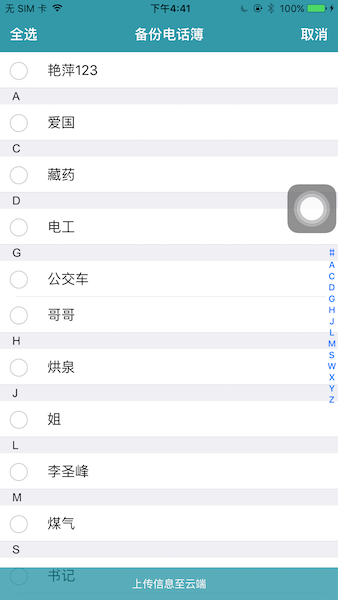 无 SIM 卡 下午4:41 100%
全选 备份电话簿 取消
艳萍123
A
爱国
C
藏药
D
电工
G
公交车
哥哥
H
烘泉
J
姐
L
李圣峰
M
煤气
S
书记
上传信息至云端
#
A
C
D
G
H
J
L
M
S
W
X
Y
Z